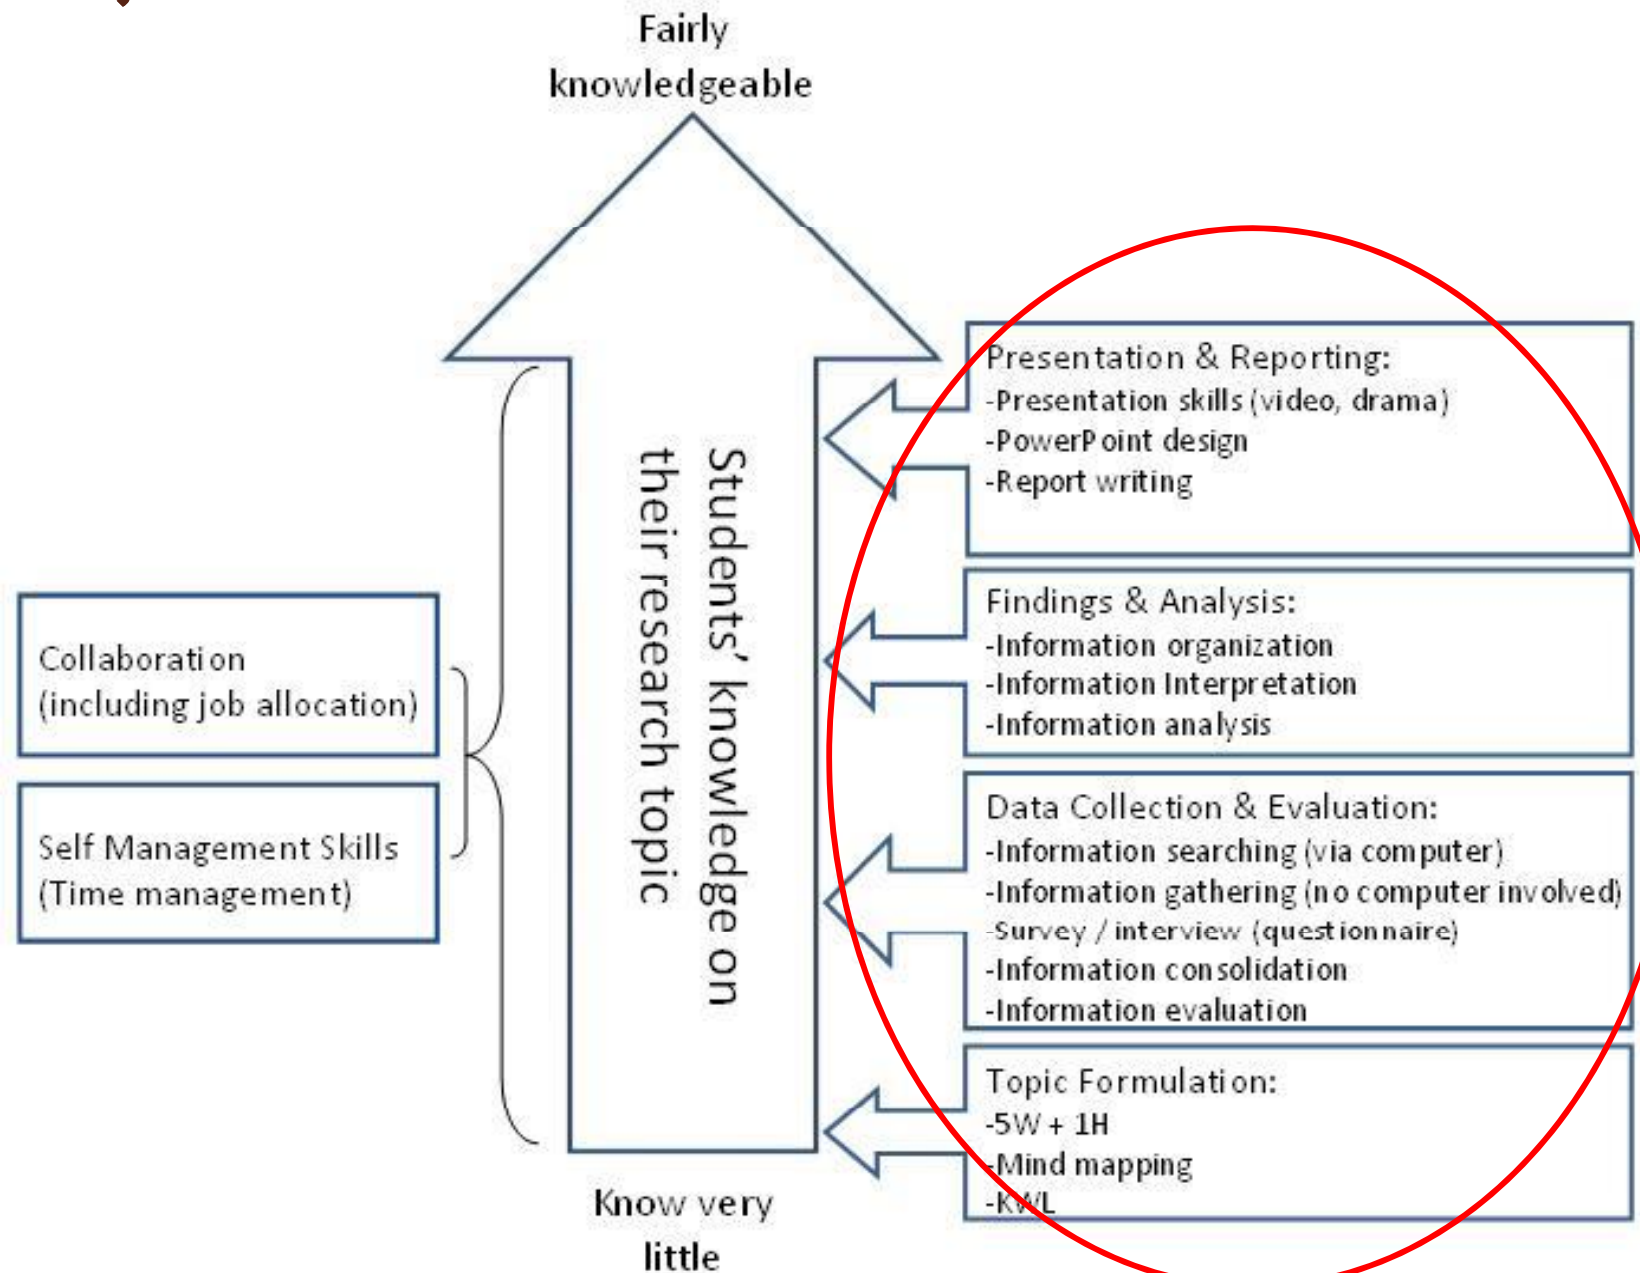 Fairly
knowledgeable
Students’ knowledge on
their research topic
Know very
little
Collaboration
(including job allocation)
Self Management Skills
(Time management)
Presentation & Reporting:
-Presentation skills (video, drama)
-PowerPoint design
-Report writing
Findings & Analysis:
-Information organization
-Information Interpretation
-Information analysis
Data Collection & Evaluation:
-Information searching (via computer)
-Information gathering (no computer involved)
-Survey / interview (questionnaire)
-Information consolidation
-Information evaluation
Topic Formulation:
-5W + 1H
-Mind mapping
-KWL